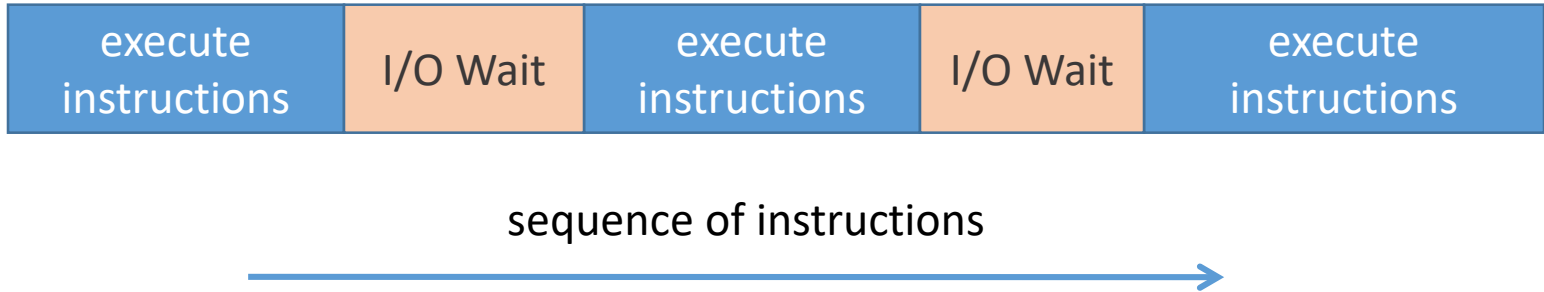 execute
instructions
I/O Wait
execute
instructions
I/O Wait
execute
instructions
sequence of instructions